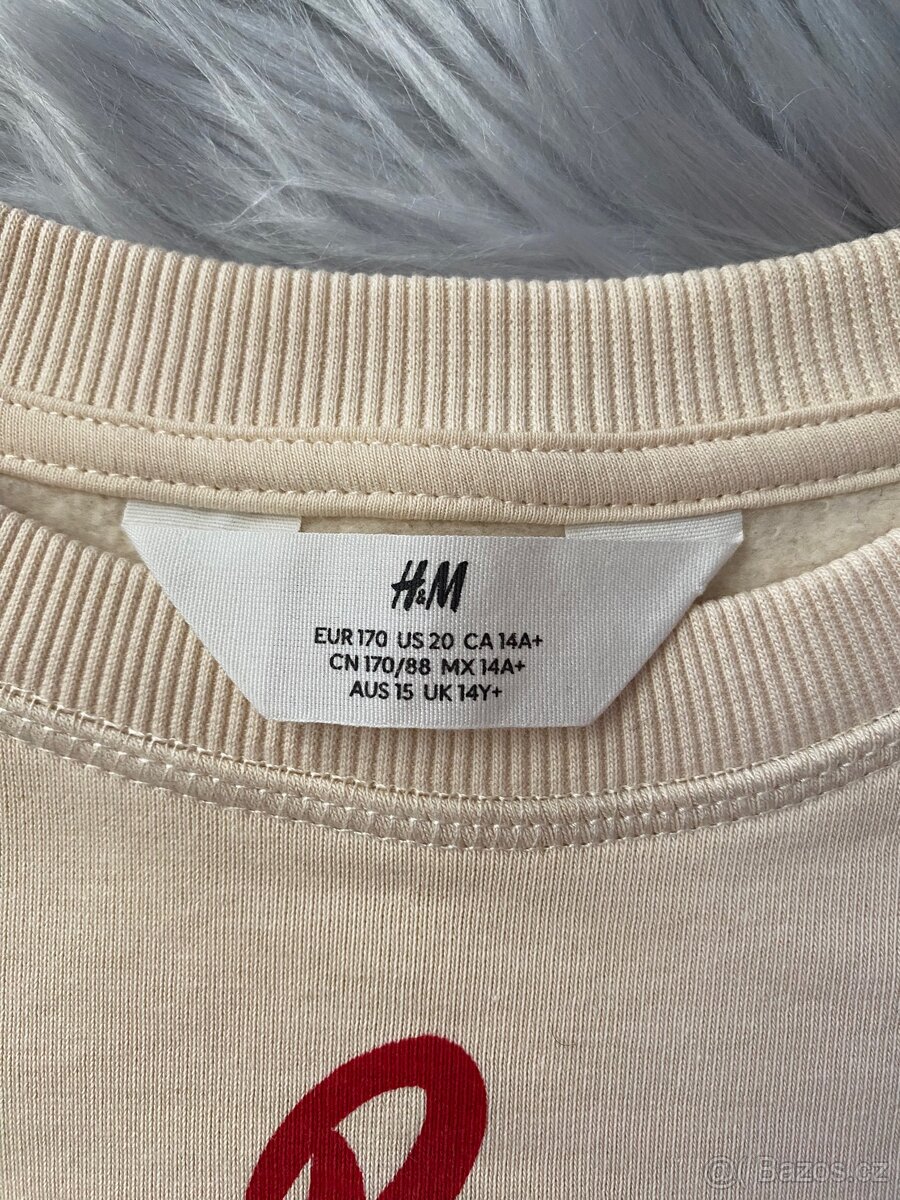 H&M
EUR 170 US 20 CA 14A+
CN 170/88 MX 14A+
AUS 15 UK 14Y+
© Bazos.cz